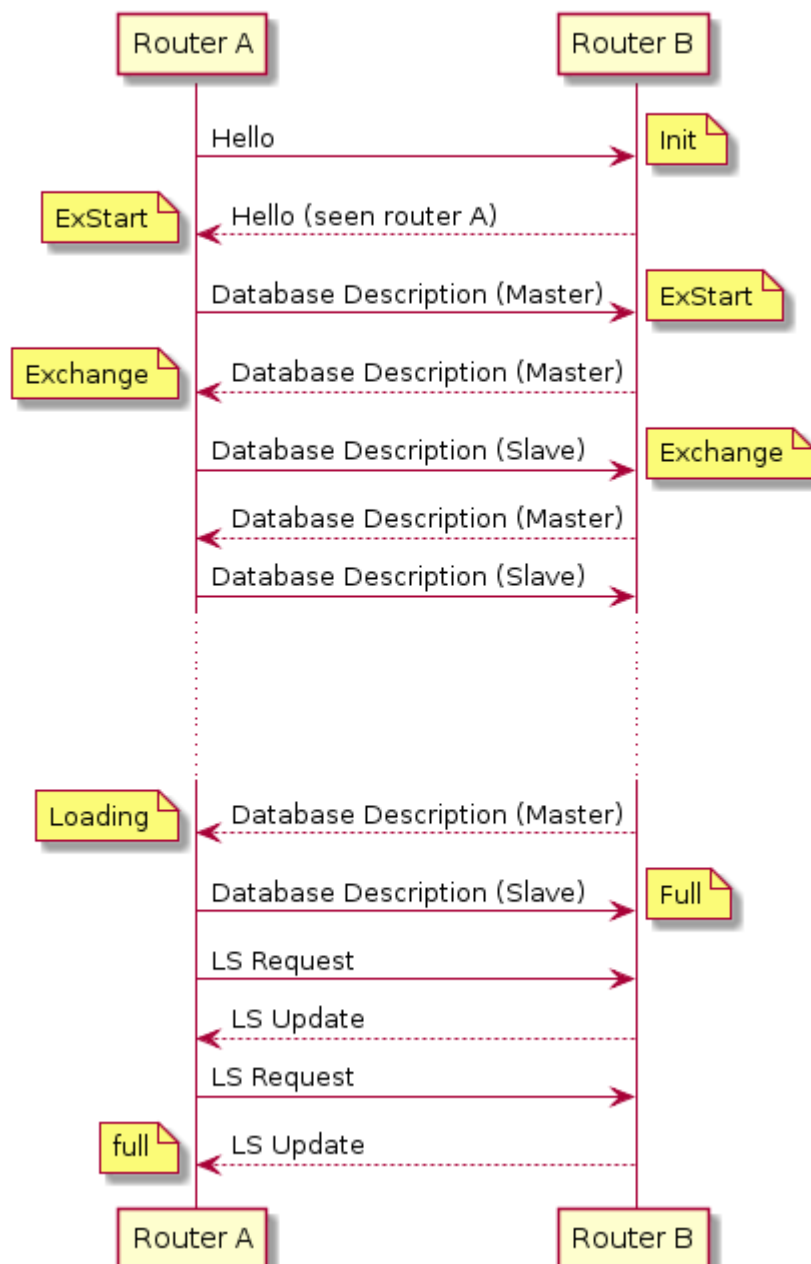 Router A
Router B
Hello
Init
ExStart
Hello (seen router A)
Database Description (Master)
ExStart
Exchange
Database Description (Master)
Database Description (Slave)
Exchange
Database Description (Master)
Database Description (Slave)
Loading
Database Description (Master)
Database Description (Slave)
Full
LS Request
LS Update
LS Request
full
LS Update
Router A
Router B